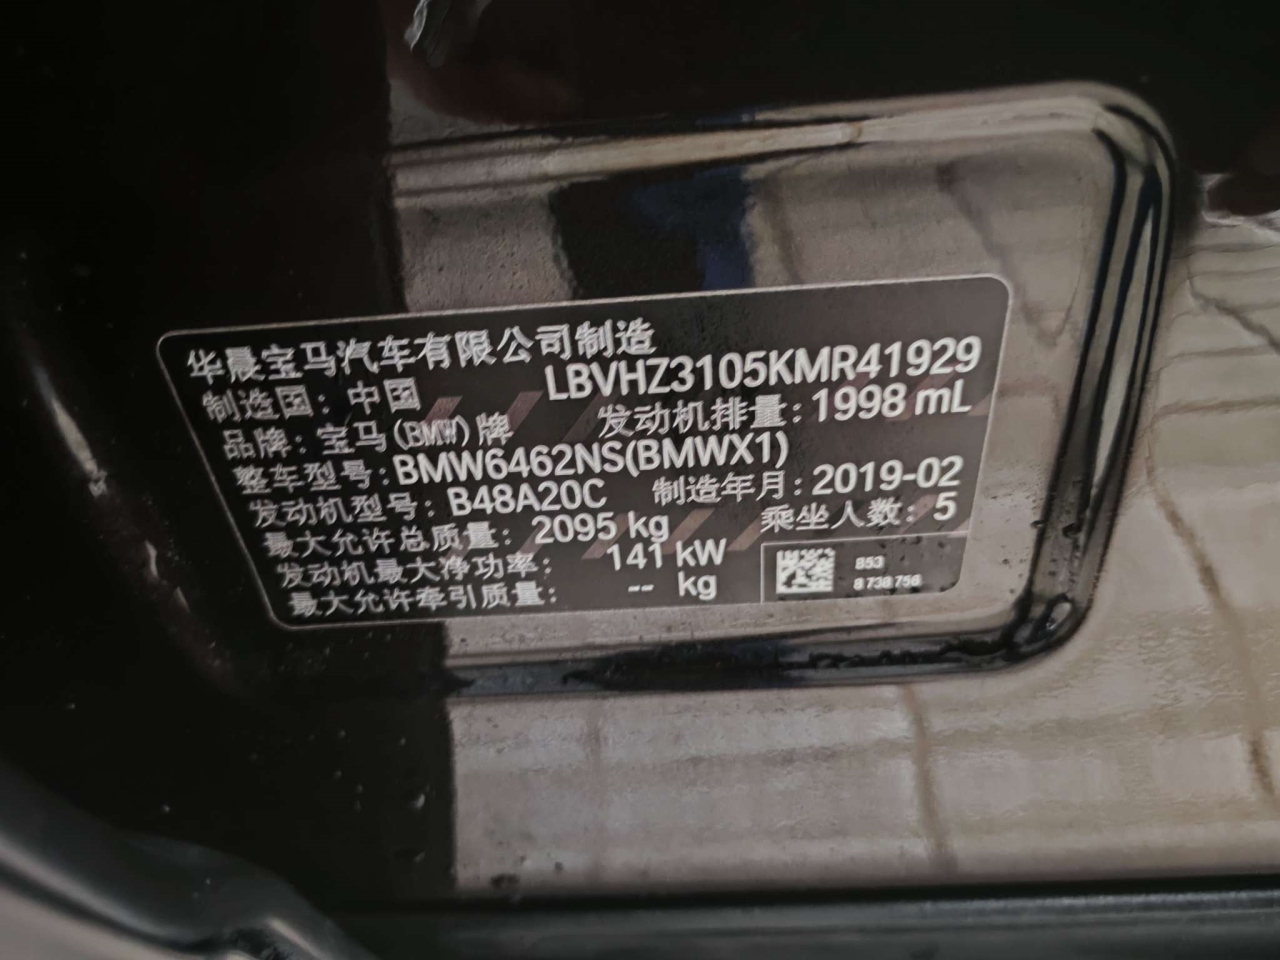 华晨宝马汽车有限公司制造
制造国：中国 LBVHZ3105KMR41929
品牌：宝马(BMW)牌 发动机排量：1998 mL
整车型号：BMW6462NS(BMWX1)
发动机型号：B48A20C 制造年月：2019-02
最大允许总质量：2095 kg 乘坐人数：5
发动机最大净功率：141 kW
最大允许牵引质量：-- kg
853
8 738 756